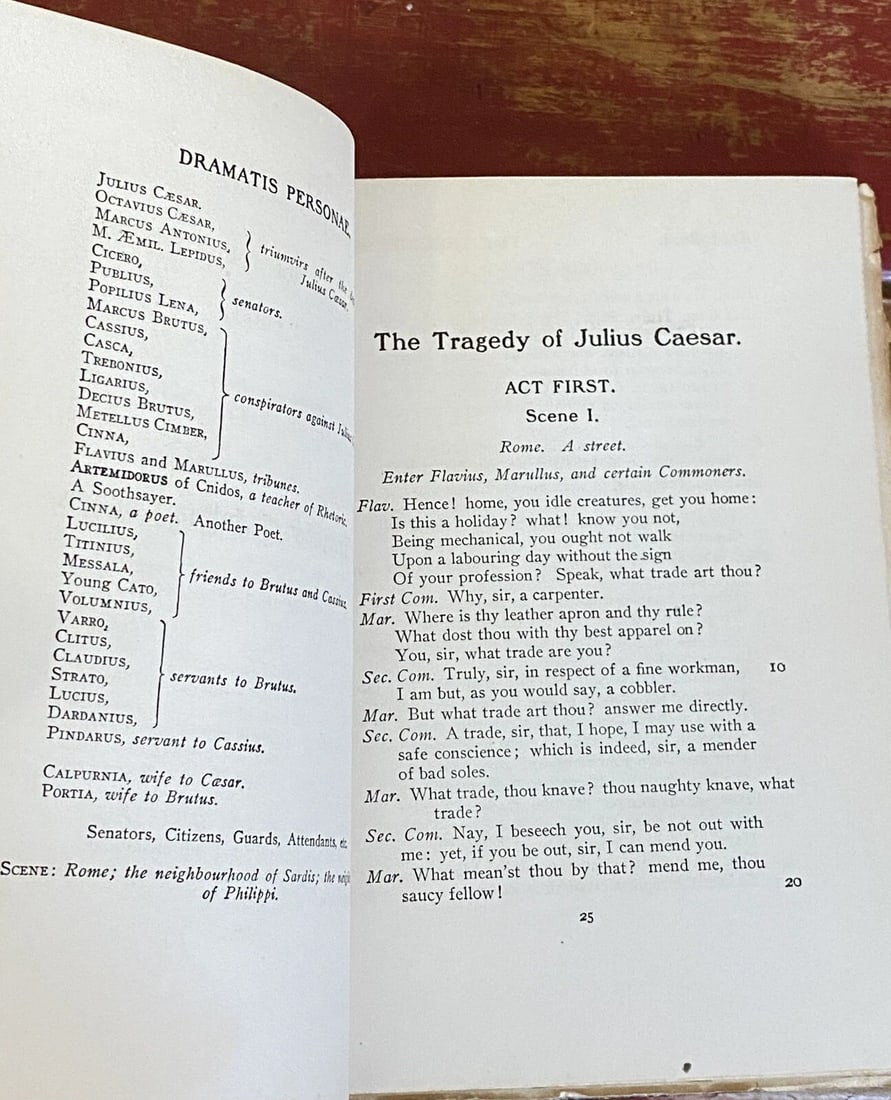 DRAMATIS PERSONAE.
JULIUS CÆSAR.
OCTAVIUS CÆSAR,
MARCUS ANTONIUS,
M. ÆMIL. LEPIDUS,
triumvirs after the
Julius Cæsar.
CICERO,
PUBLIUS,
POPILIUS LENA,
senators.
MARCUS BRUTUS,
CASSIUS,
CASCA,
TREBONIUS,
LIGARIUS,
DECIUS BRUTUS,
METELLUS CIMBER,
CINNA,
conspirators against Julius
FLAVIUS and MARULLUS, tribunes.
ARTEMIDORUS of Cnidos, a teacher of Rhetoric.
A Soothsayer.
CINNA, a poet. Another Poet.
LUCILIUS,
TITINIUS,
MESSALA,
Young CATO,
VOLUMNIUS,
friends to Brutus and Cassius.
VARRO,
CLITUS,
CLAUDIUS,
STRATO,
LUCIUS,
DARDANIUS,
servants to Brutus.
PINDARUS, servant to Cassius.
CALPURNIA, wife to Cæsar.
PORTIA, wife to Brutus.
Senators, Citizens, Guards, Attendants, etc.
SCENE: Rome; the neighbourhood of Sardis; the
of Philippi.
The Tragedy of Julius Caesar.
ACT FIRST.
Scene I.
Rome. A street.
Enter Flavius, Marullus, and certain Commoners.
Flav. Hence! home, you idle creatures, get you home:
Is this a holiday? what! know you not,
Being mechanical, you ought not walk
Upon a labouring day without the sign
Of your profession? Speak, what trade art thou?
First Com. Why, sir, a carpenter.
Mar. Where is thy leather apron and thy rule?
What dost thou with thy best apparel on?
You, sir, what trade are you?
Sec. Com. Truly, sir, in respect of a fine workman, 10
I am but, as you would say, a cobbler.
Mar. But what trade art thou? answer me directly.
Sec. Com. A trade, sir, that, I hope, I may use with a
safe conscience; which is indeed, sir, a mender
of bad soles.
Mar. What trade, thou knave? thou naughty knave, what
trade?
Sec. Com. Nay, I beseech you, sir, be not out with
me: yet, if you be out, sir, I can mend you.
Mar. What mean'st thou by that? mend me, thou
saucy fellow! 20
25